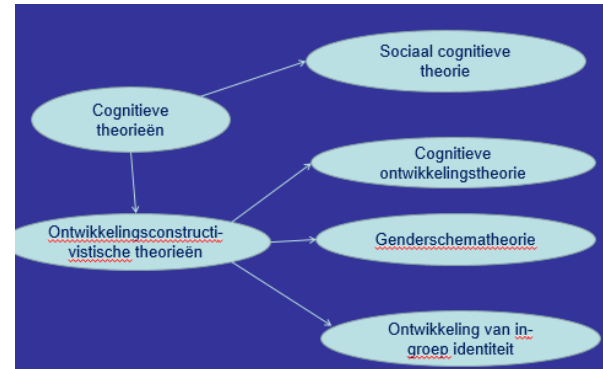 Sociaal cognitieve
theorie
Cognitieve
theorieën
Cognitieve
ontwikkelingstheorie
Ontwikkelingsconstructi-
vistische theorieën
Genderschematheorie
Ontwikkeling van in-
groep identiteit